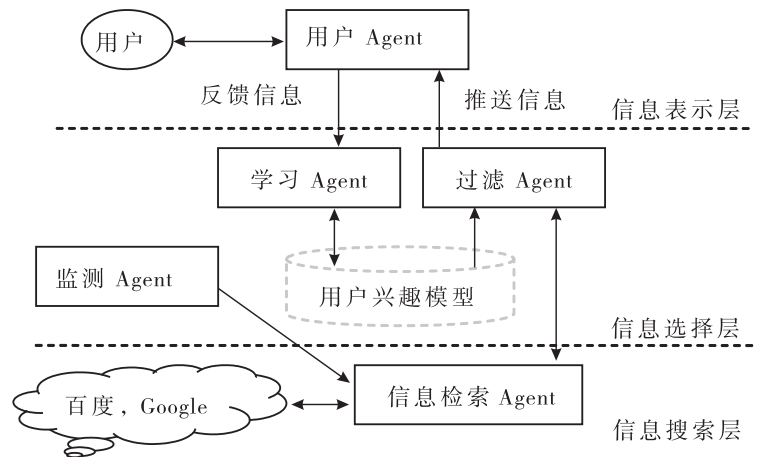 用户
用户 Agent
反馈信息
推送信息
信息表示层
学习 Agent
过滤 Agent
监测 Agent
用户兴趣模型
信息选择层
百度, Google
信息检索 Agent
信息搜索层